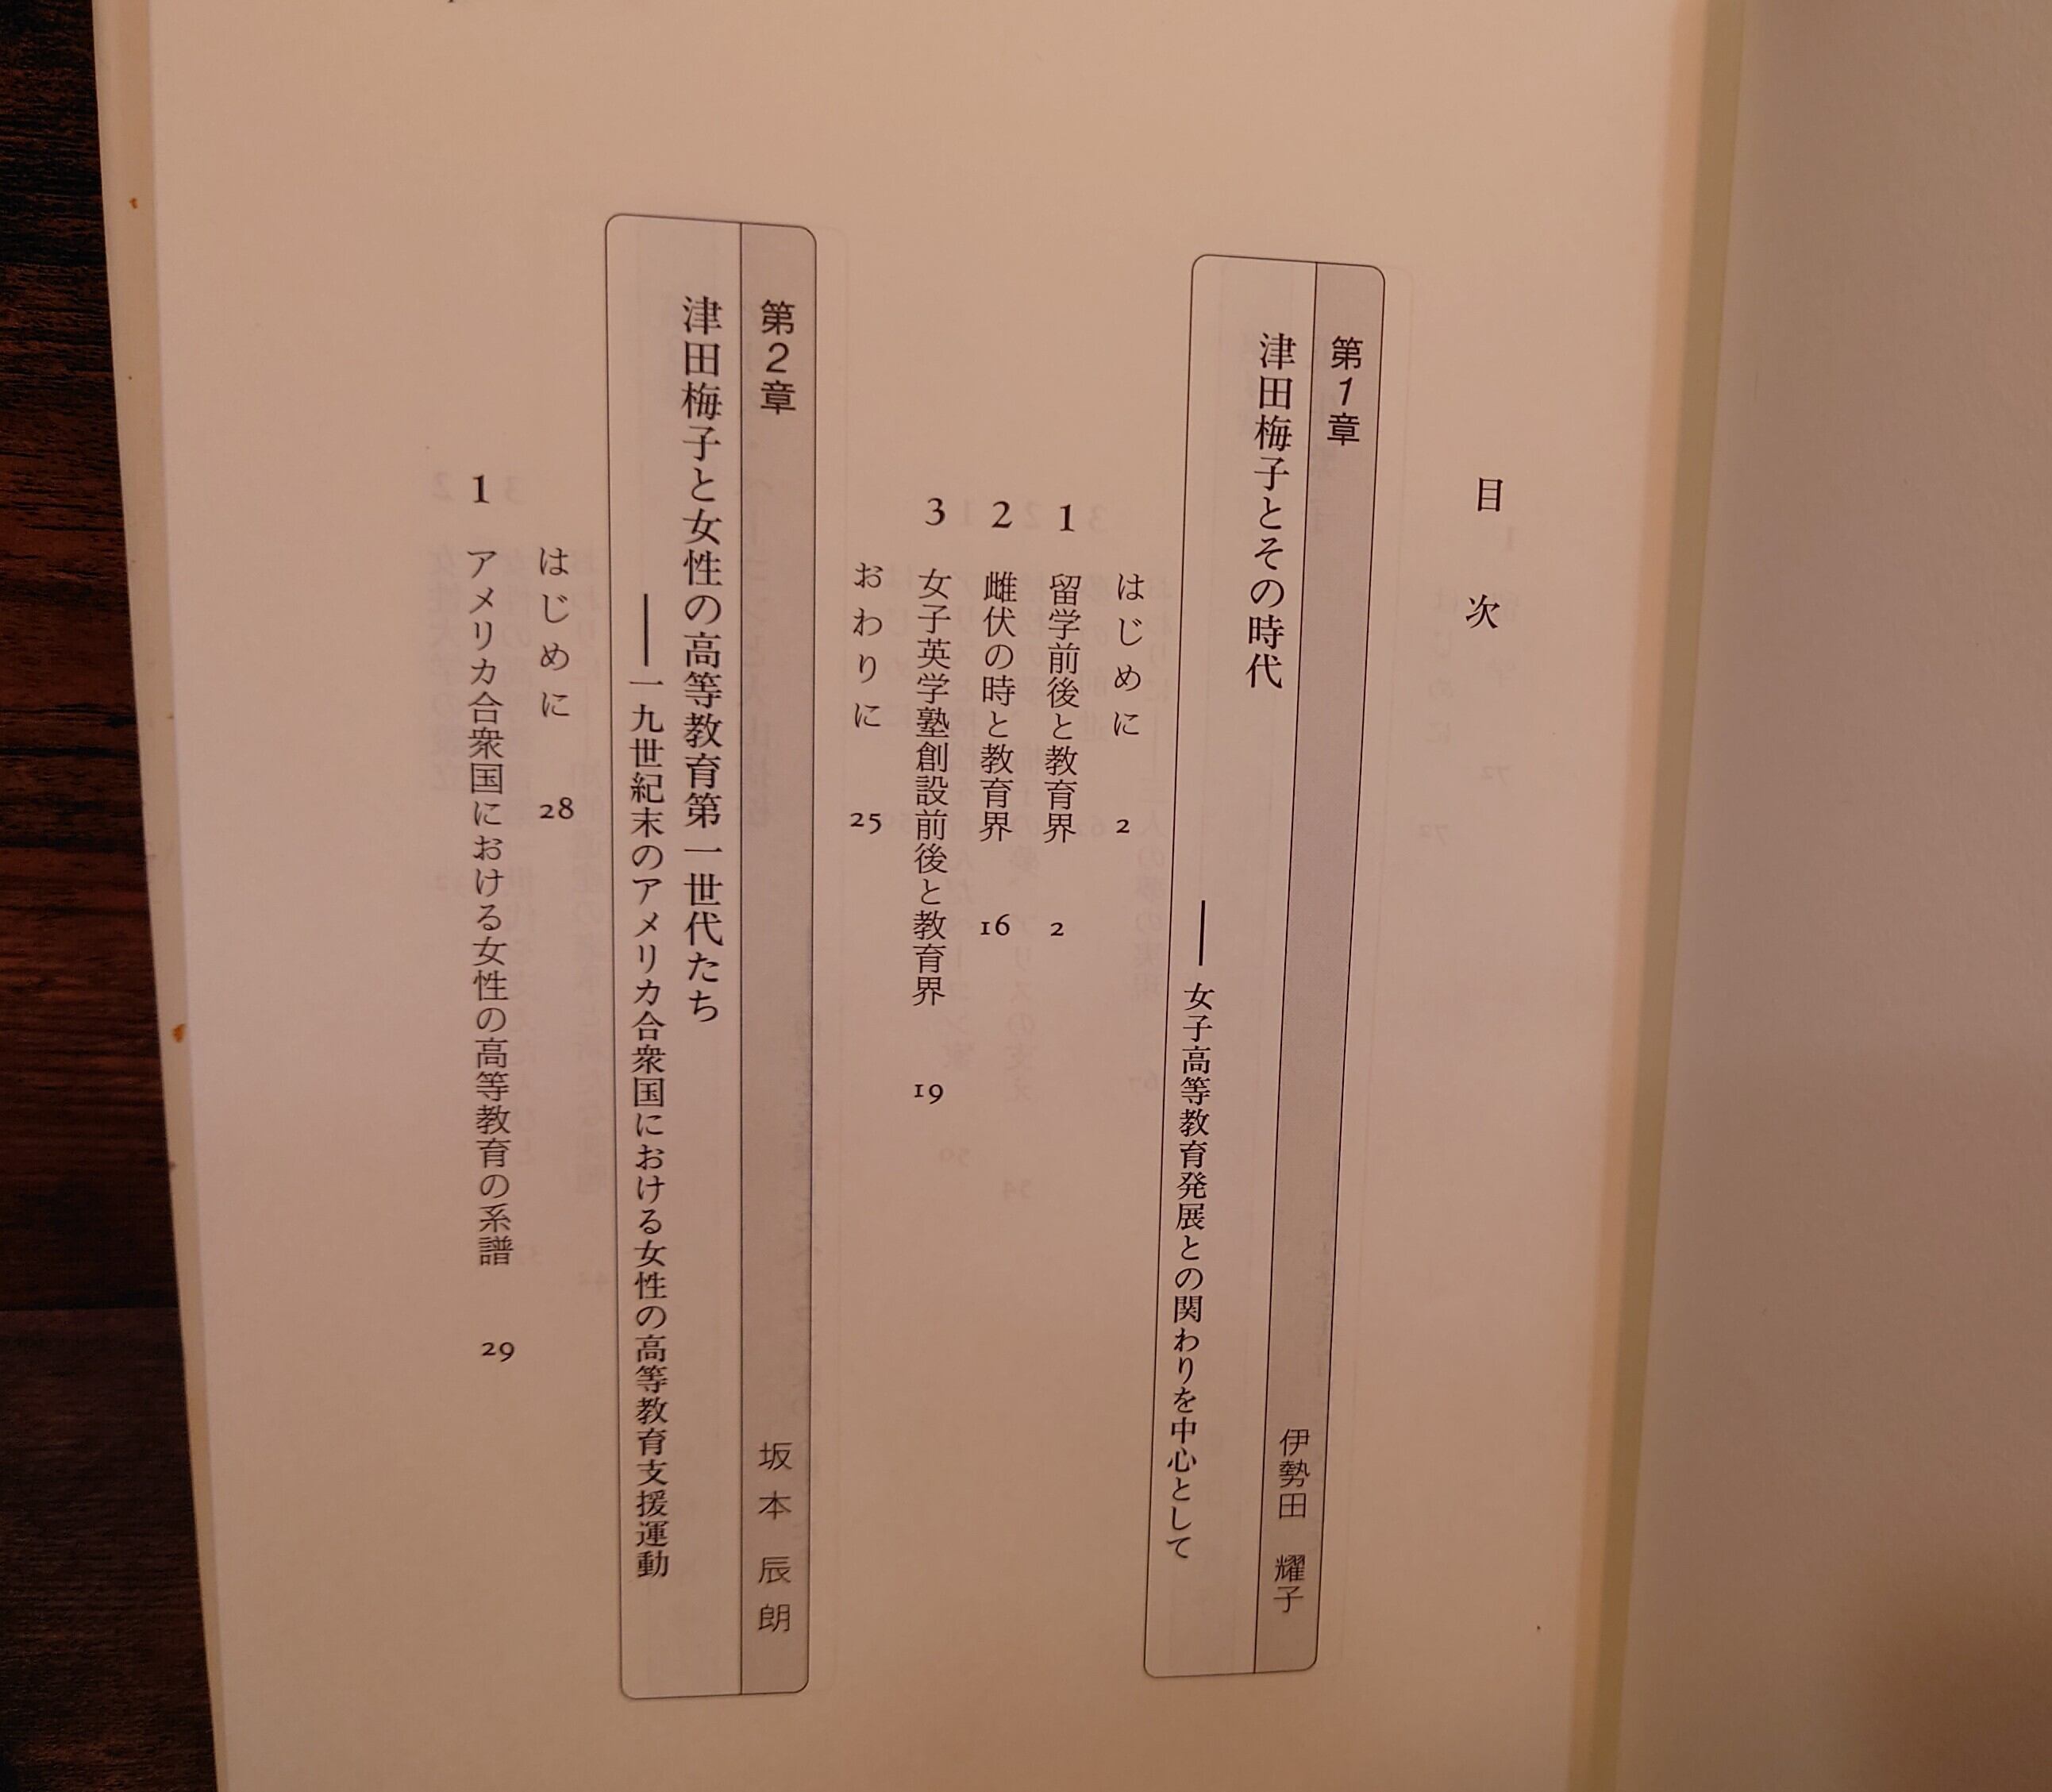 目次
第1章
伊勢田 耀子
津田梅子とその時代
――女子高等教育発展との関わりを中心として
はじめに 2
1 留学前後と教育界 2
2 雌伏の時と教育界 16
3 女子英学塾創設前後と教育界 19
おわりに 25
第2章
坂本辰朗
津田梅子と女性の高等教育第一世代たち
――一九世紀末のアメリカ合衆国における女性の高等教育支援運動
はじめに 28
1 アメリカ合衆国における女性の高等教育の系譜 29